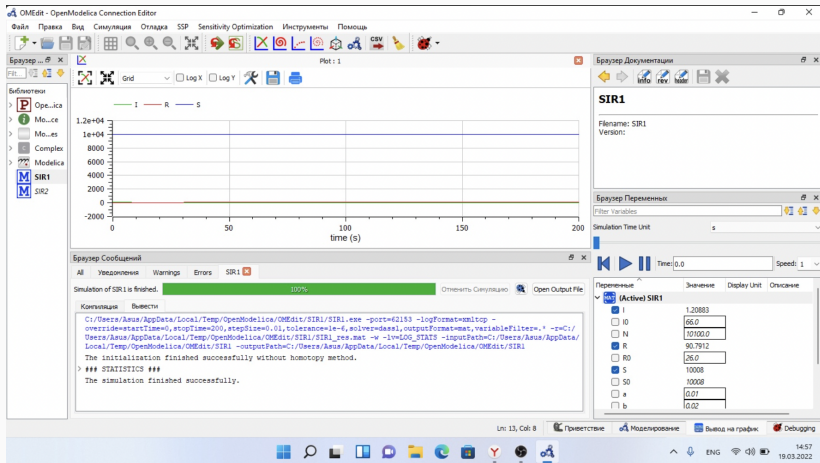 OMEdit - OpenModelica Connection Editor
Файл Правка Вид Симуляция Отладка SSP Sensitivity Optimization Инструменты Помощь
Браузер ...
Библиотеки
P Ope...ica
i Mo...ce
Mo...es
C Complex
Modelica
M SIR1
M SIR2
Plot : 1
Grid Log X Log Y
I R S
1.2e+04
1e+04
8000
6000
4000
2000
0
-2000
0 50 100 150 200
time (s)
Браузер Сообщений
All Уведомления Warnings Errors SIR1
Simulation of SIR1 is finished. 100% Отменить Симуляцию Open Output File
Компиляция Вывести
C:/Users/Asus/AppData/Local/Temp/OpenModelica/OMEdit/SIR1/SIR1.exe -port=62153 -logFormat=xmltcp -
override=startTime=0,stopTime=200,stepSize=0.01,tolerance=1e-6,solver=dassl,outputFormat=mat,variableFilter=.* -r=C:/
Users/Asus/AppData/Local/Temp/OpenModelica/OMEdit/SIR1/SIR1_res.mat -w -lv=LOG_STATS -inputPath=C:/Users/Asus/AppData/
Local/Temp/OpenModelica/OMEdit/SIR1 -outputPath=C:/Users/Asus/AppData/Local/Temp/OpenModelica/OMEdit/SIR1
The initialization finished successfully without homotopy method.
### STATISTICS ###
The simulation finished successfully.
Браузер Документации
info rev
SIR1
Filename: SIR1
Version:
Браузер Переменных
Filter Variables
Simulation Time Unit s
Time: 0.0 Speed: 1
Переменные Значение Display Unit Описание
MAT (Active) SIR1
I 1.20883
I0 66.0
N 10100.0
R 90.7912
R0 26.0
S 10008
S0 10008
a 0.01
b 0.02
Ln: 13, Col: 8 Приветствие Моделирование Вывод на график Debugging
ENG 14:57
19.03.2022